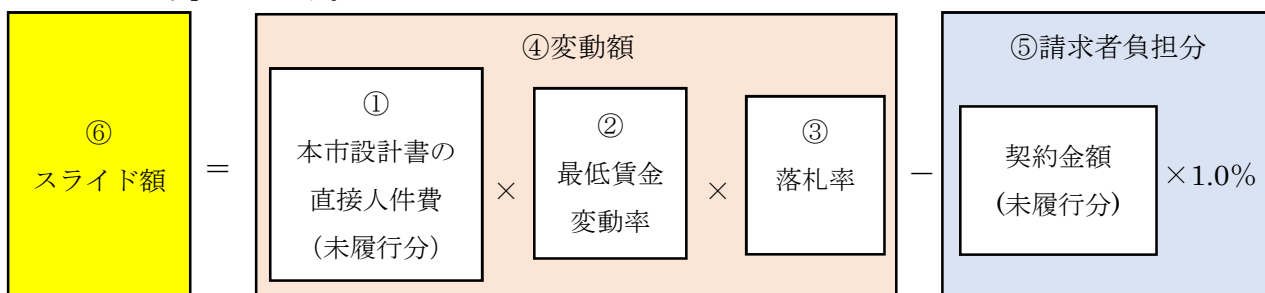 ⑥
スライド額
=
④変動額
①
本市設計書の
直接人件費
(未履行分)
×
②
最低賃金
変動率
×
③
落札率
−
⑤請求者負担分
契約金額
(未履行分)
×1.0%